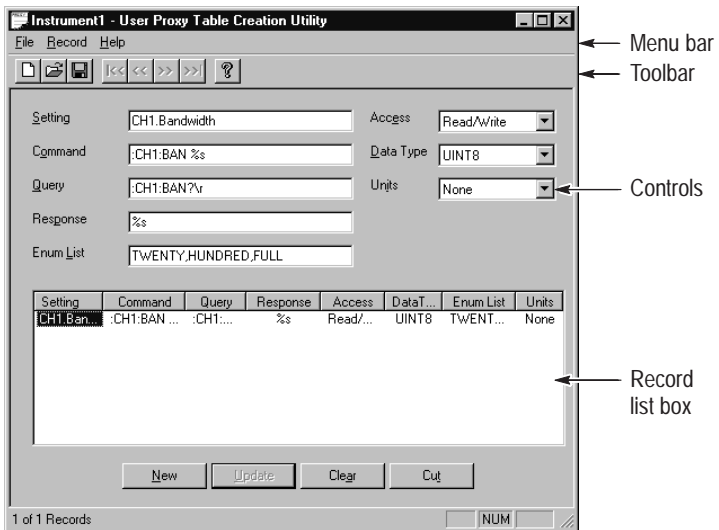 Instrument1 - User Proxy Table Creation Utility
File Record Help
Menu bar
Toolbar
Setting CH1.Bandwidth Access Read/Write
Command :CH1:BAN %s Data Type UINT8
Query :CH1:BAN?\r Units None
Controls
Response %s
Enum List TWENTY,HUNDRED,FULL
Setting Command Query Response Access DataT... Enum List Units
CH1.Ban... :CH1:BAN ... :CH1:... %s Read/... UINT8 TWENT... None
Record
list box
New Update Clear Cut
1 of 1 Records NUM